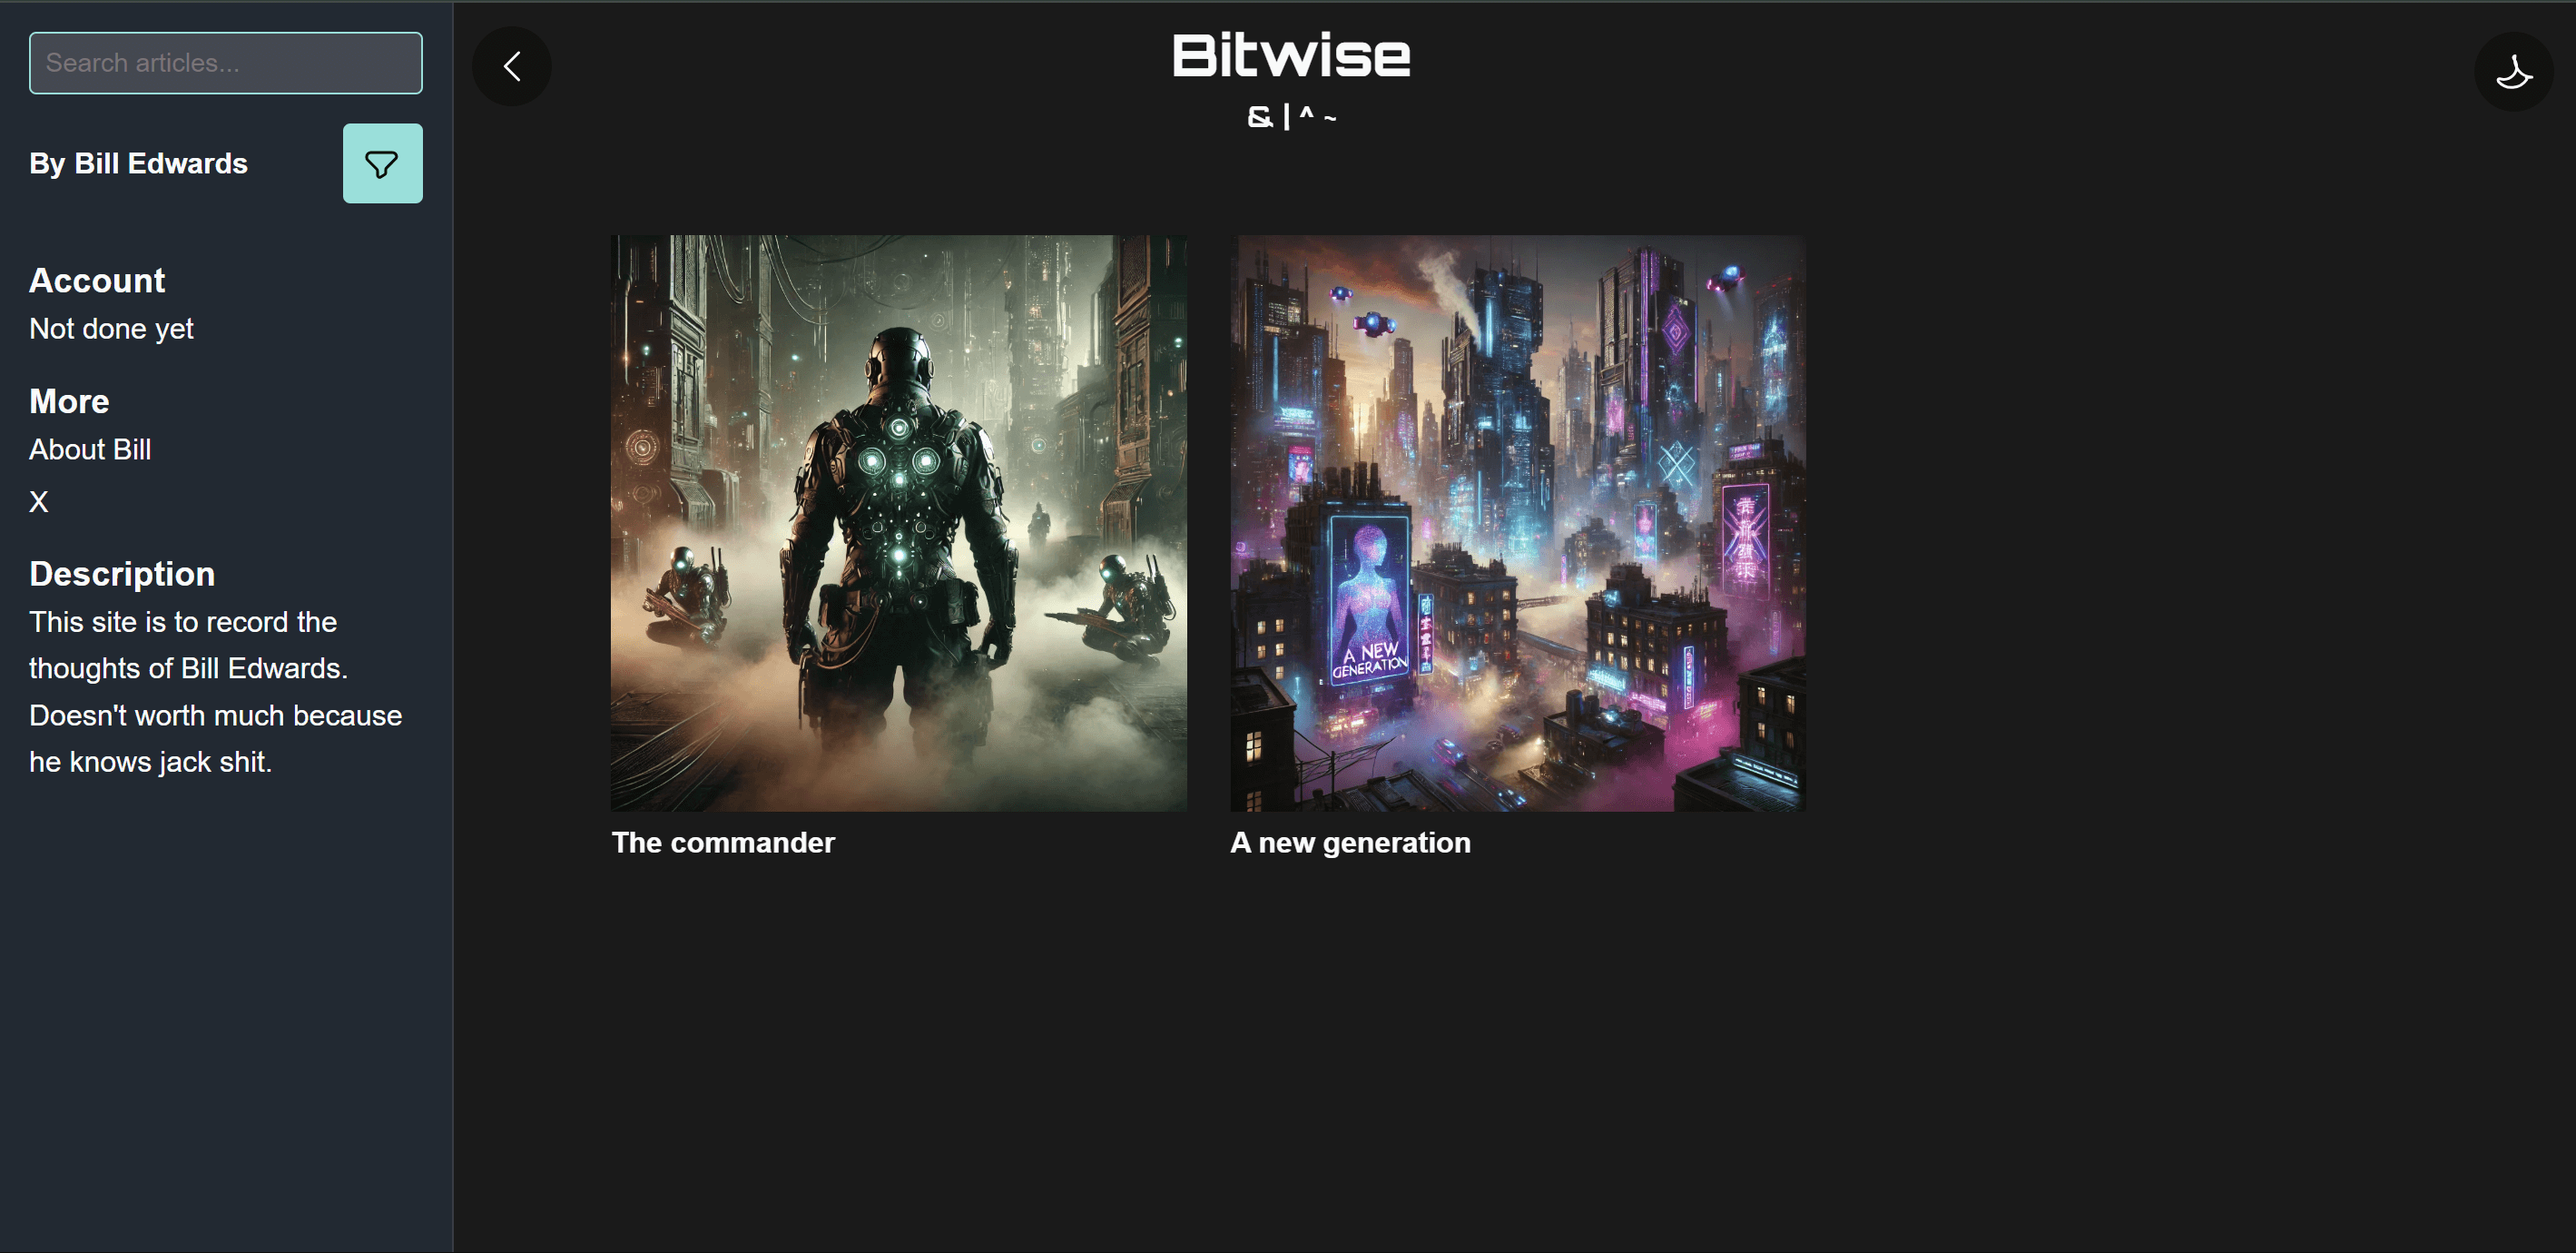 Search articles...
By Bill Edwards
Account
Not done yet
More
About Bill
X
Description
This site is to record the
thoughts of Bill Edwards.
Doesn't worth much because
he knows jack shit.
Bitwise
& | ^ ~
A NEW
GENERATION
The commander
A new generation